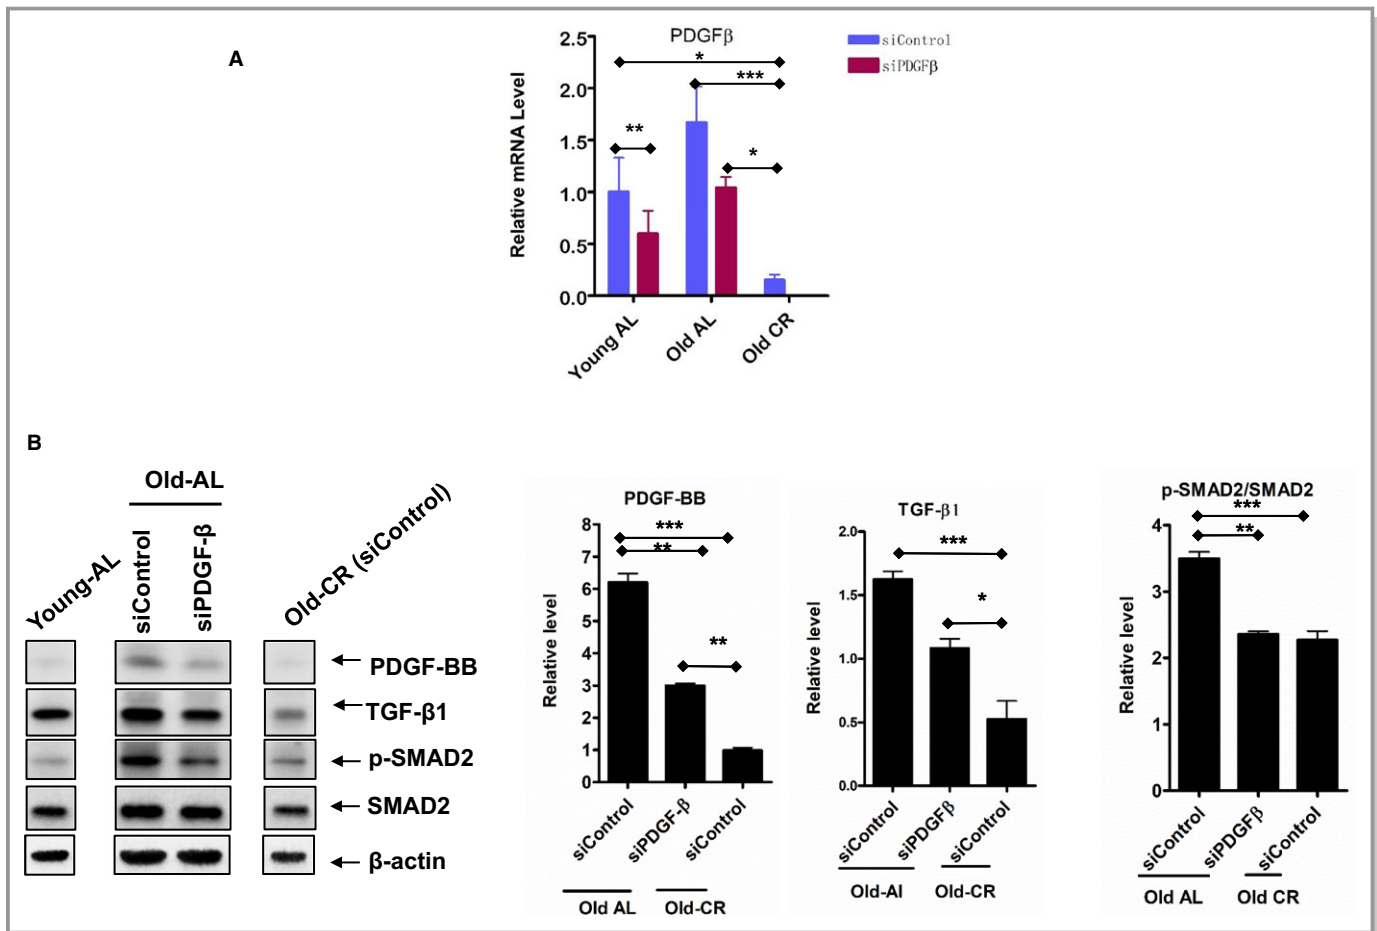 A
PDGFβ
siControl
siPDGFβ
Relative mRNA Level
2.5
2.0
1.5
1.0
0.5
0.0
*
***
**
*
Young AL
Old AL
Old CR
B
Old-AL
Young-AL
siControl
siPDGF-β
Old-CR (siControl)
PDGF-BB
TGF-β1
p-SMAD2
SMAD2
β-actin
PDGF-BB
Relative level
8
7
6
5
4
3
2
1
0
***
**
**
siControl
siPDGF-β
siControl
Old AL
Old-CR
TGF-β1
Relative level
2.0
1.5
1.0
0.5
0.0
***
*
siControl
siPDGFβ
siControl
Old-Al
Old-CR
p-SMAD2/SMAD2
Relative level
4
3
2
1
0
***
**
siControl
siPDGFβ
siControl
Old AL
Old CR